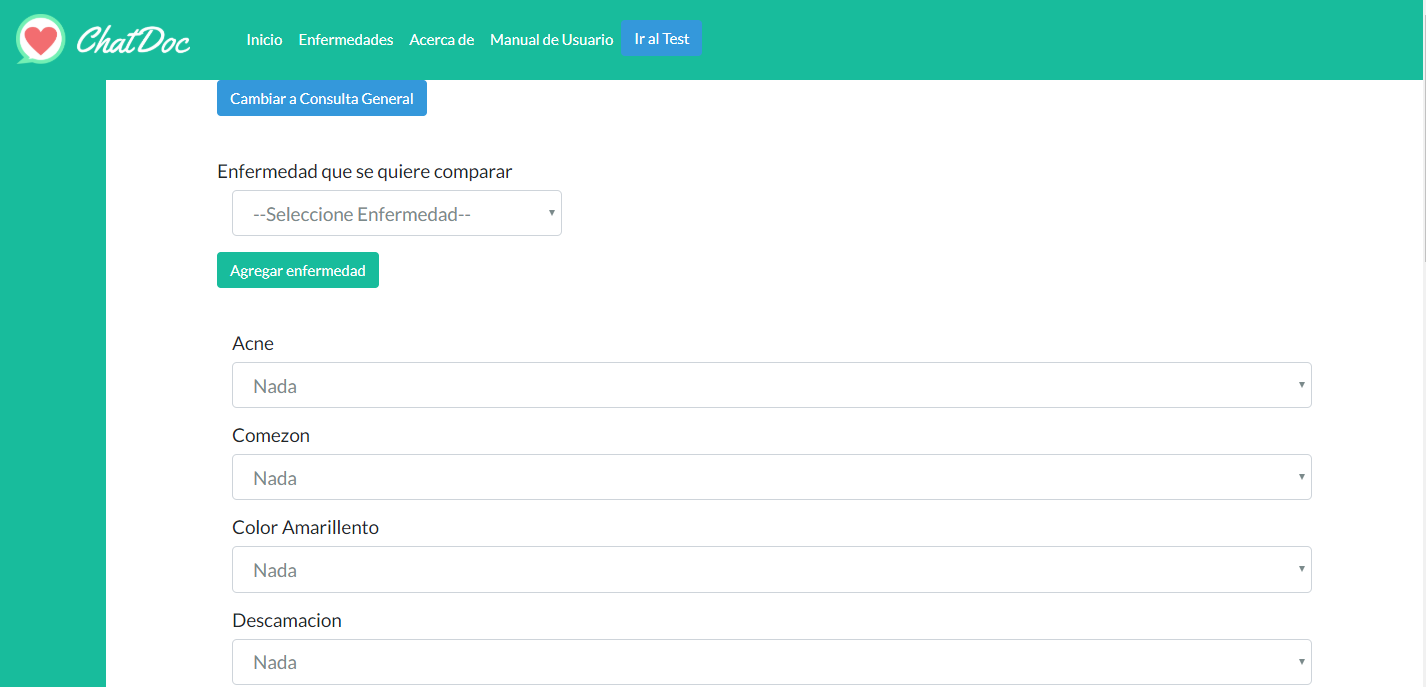 ChatDoc
Inicio Enfermedades Acerca de Manual de Usuario Ir al Test
Cambiar a Consulta General
Enfermedad que se quiere comparar
--Seleccione Enfermedad--
Agregar enfermedad
Acne
Nada
Comezon
Nada
Color Amarillento
Nada
Descamacion
Nada